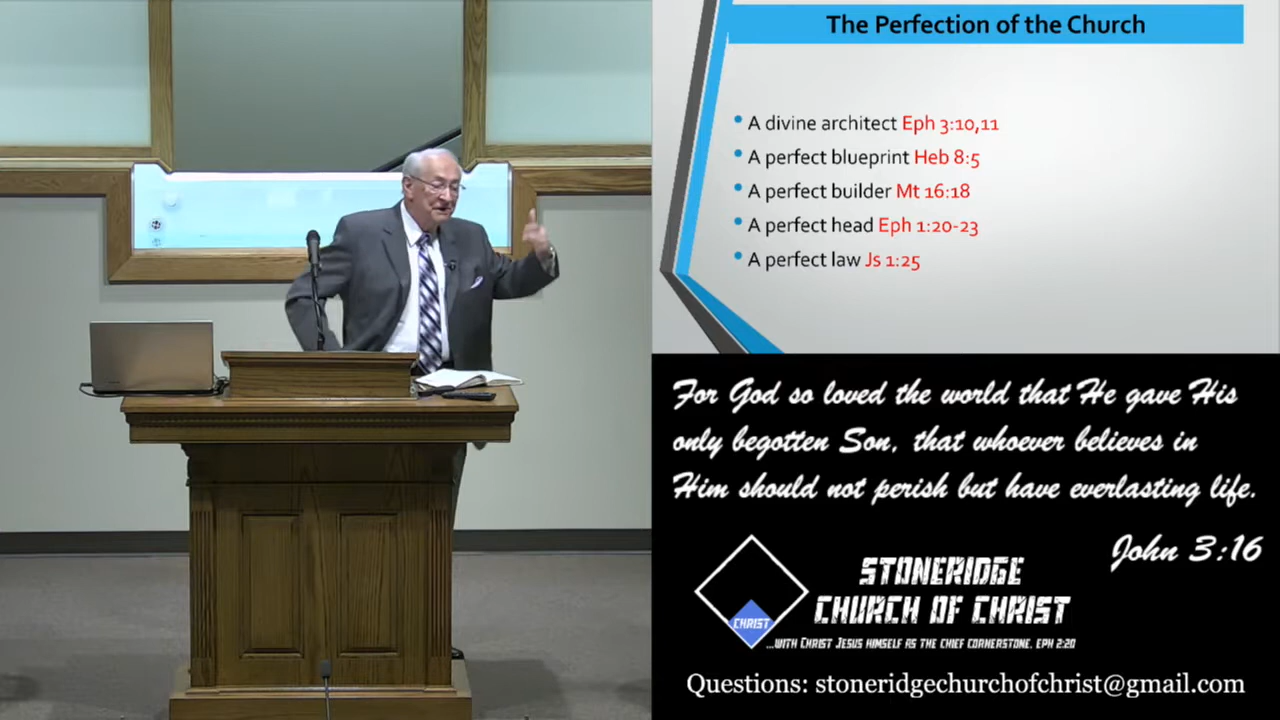 The Perfection of the Church
• A divine architect Eph 3:10,11
• A perfect blueprint Heb 8:5
• A perfect builder Mt 16:18
• A perfect head Eph 1:20-23
• A perfect law Js 1:25
For God so loved the world that He gave His
only begotten Son, that whoever believes in
Him should not perish but have everlasting life.
John 3:16
CHRIST
STONERIDGE
CHURCH OF CHRIST
...WITH CHRIST JESUS HIMSELF AS THE CHIEF CORNERSTONE. EPH 2:20
Questions: stoneridgechurchofchrist@gmail.com